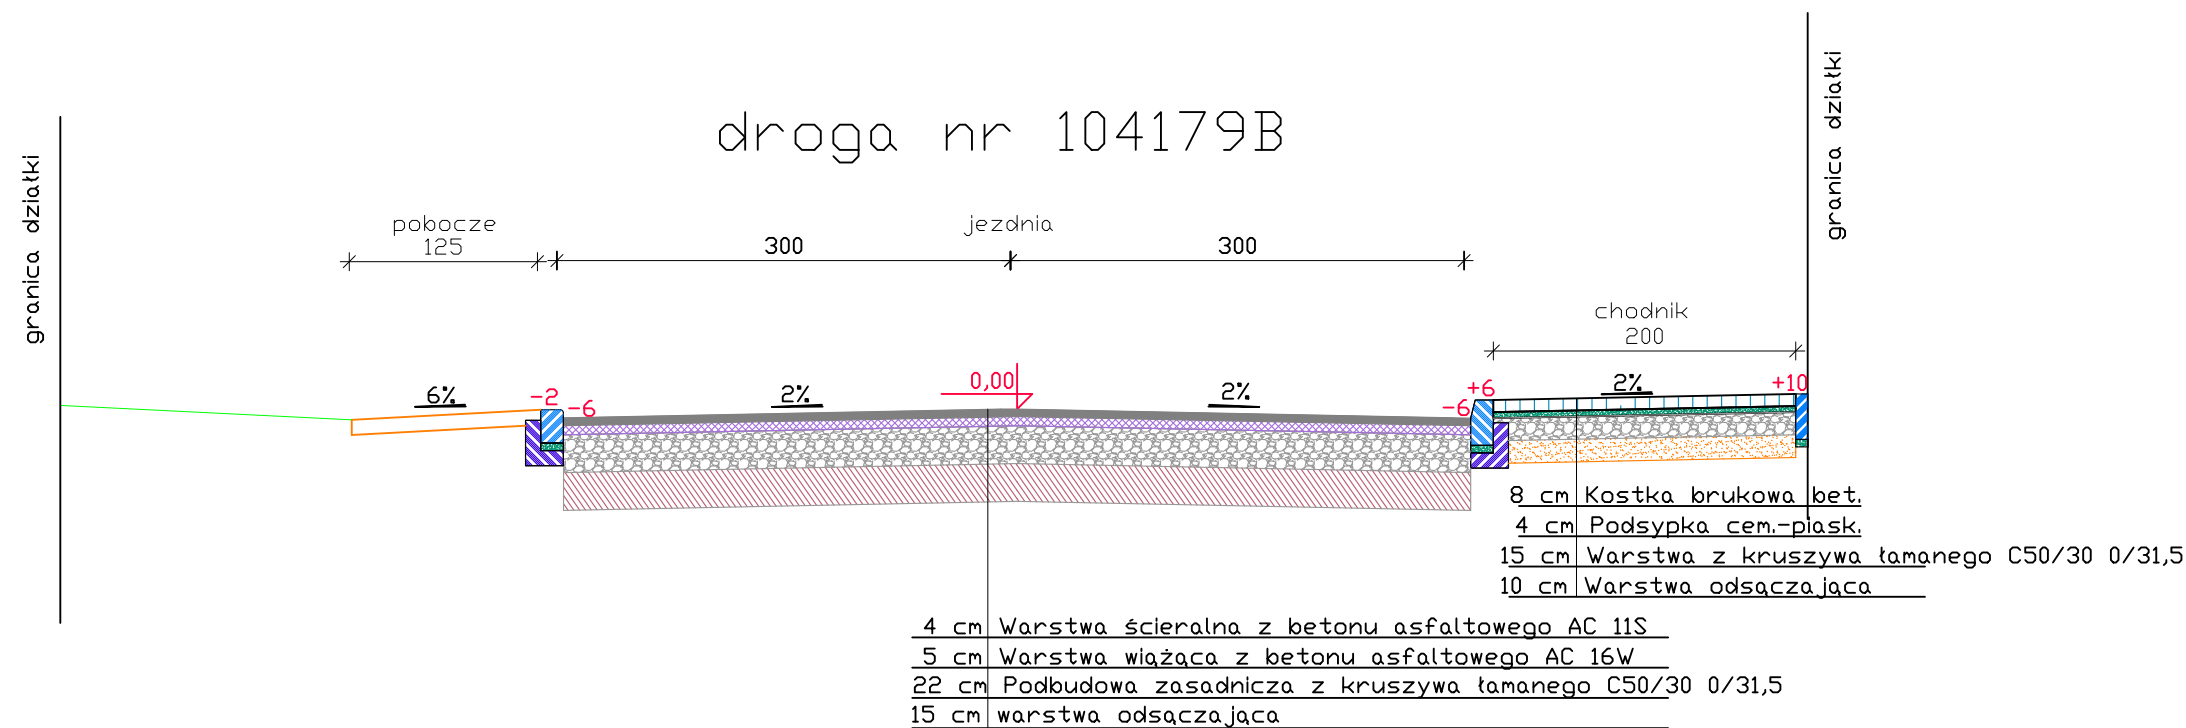 granica działki
granica działki
droga nr 104179B
pobocze
125
300
jezdnia
300
chodnik
200
6%
-2
-6
2%
0,00
2%
-6
+6
2%
+10
8 cm Kostka brukowa bet.
4 cm Podsypka cem.-piask.
15 cm Warstwa z kruszywa łamanego C50/30 0/31,5
10 cm Warstwa odsączająca
4 cm Warstwa ścieralna z betonu asfaltowego AC 11S
5 cm Warstwa wiążąca z betonu asfaltowego AC 16W
22 cm Podbudowa zasadnicza z kruszywa łamanego C50/30 0/31,5
15 cm warstwa odsączająca